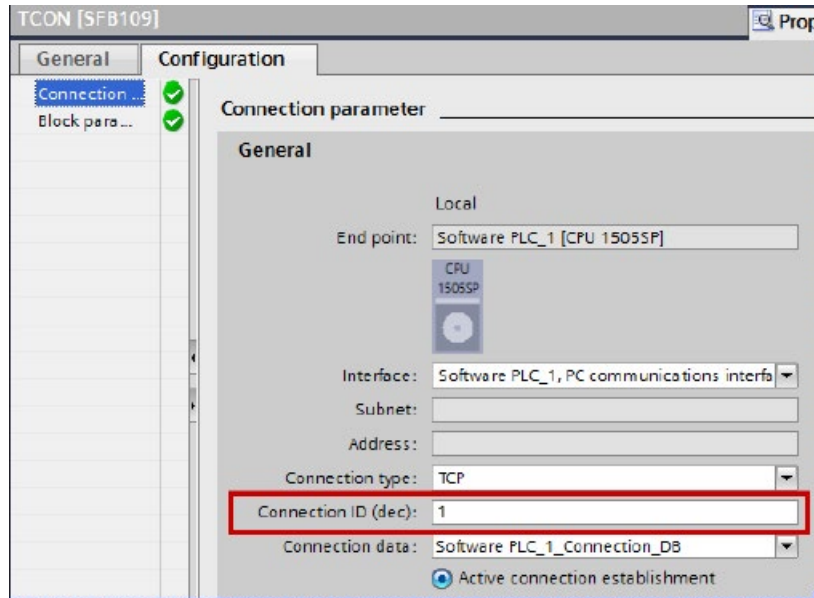 TCON [SFB109]
Prop
General
Configuration
Connection ...
Block para...
Connection parameter
General
Local
End point: Software PLC_1 [CPU 1505SP]
CPU
1505SP
Interface: Software PLC_1, PC communications interfa
Subnet:
Address:
Connection type: TCP
Connection ID (dec): 1
Connection data: Software PLC_1_Connection_DB
Active connection establishment